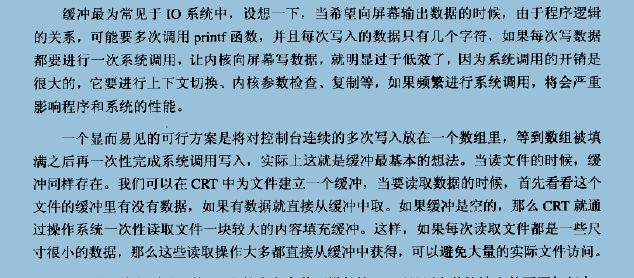 缓冲最为常见于 IO 系统中，设想一下，当希望向屏幕输出数据的时候，由于程序逻辑
的关系，可能要多次调用 printf 函数，并且每次写入的数据只有几个字符，如果每次写数据
都要进行一次系统调用，让内核向屏幕写数据，就明显过于低效了，因为系统调用的开销是
很大的，它要进行上下文切换、内核参数检查、复制等，如果频繁进行系统调用，将会严重
影响程序和系统的性能。
一个显而易见的可行方案是将对控制台连续的多次写入放在一个数组里，等到数组被填
满之后再一次性完成系统调用写入，实际上这就是缓冲最基本的想法。当读文件的时候，缓
冲同样存在。我们可以在 CRT 中为文件建立一个缓冲，当要读取数据的时候，首先看看这个
文件的缓冲里有没有数据，如果有数据就直接从缓冲中取。如果缓冲是空的，那么 CRT 就通
过操作系统一次性读取文件一块较大的内容填充缓冲。这样，如果每次读取文件都是一些尺
寸很小的数据，那么这些读取操作大多都直接从缓冲中获得，可以避免大量的实际文件访问。